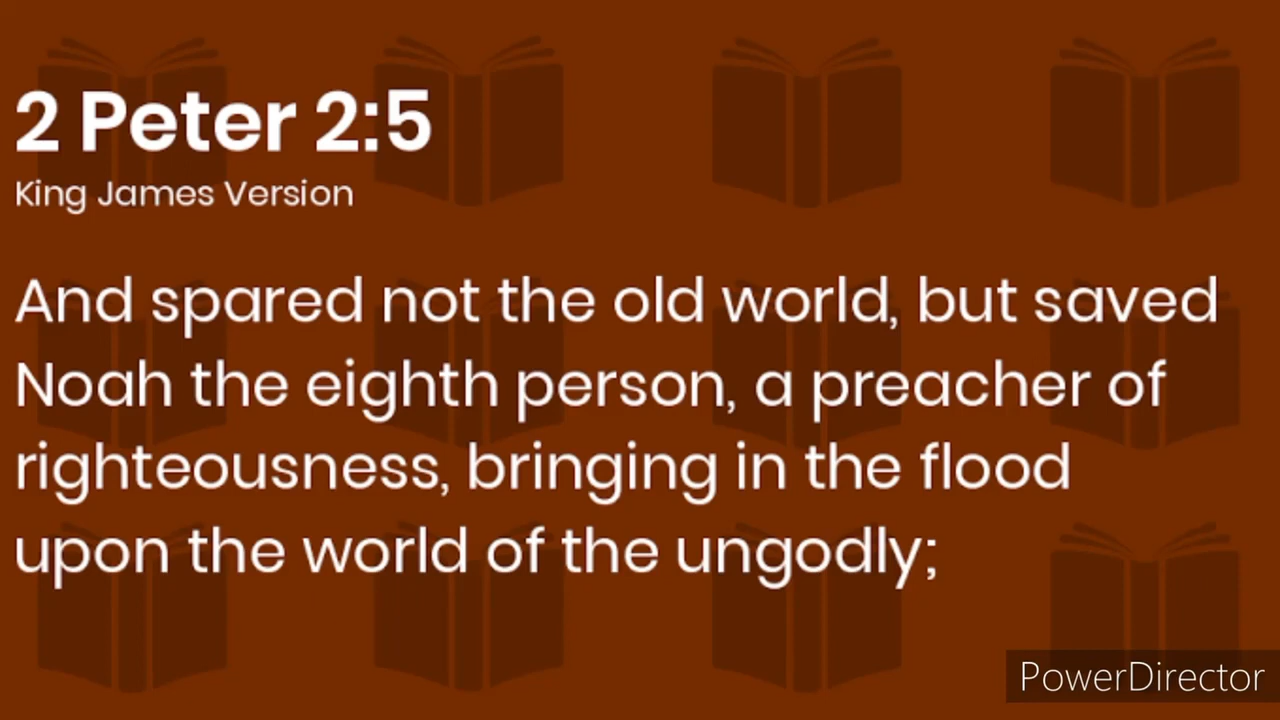 2 Peter 2:5
King James Version
And spared not the old world, but saved
Noah the eighth person, a preacher of
righteousness, bringing in the flood
upon the world of the ungodly;
PowerDirector